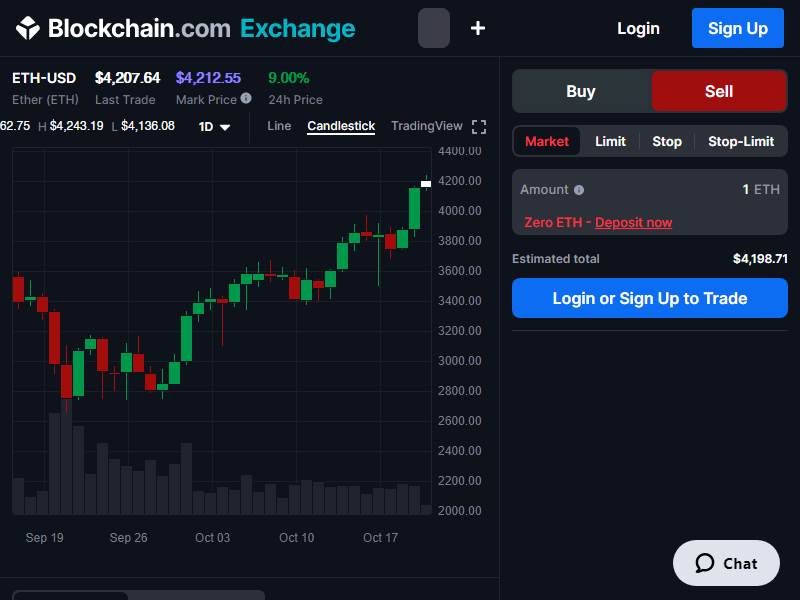 Blockchain.com Exchange
+
Login
Sign Up
ETH-USD $4,207.64 $4,212.55 9.00%
Ether (ETH) Last Trade Mark Price 24h Price
62.75 H $4,243.19 L $4,136.08 1D Line Candlestick TradingView
4400.00
4200.00
4000.00
3800.00
3600.00
3400.00
3200.00
3000.00
2800.00
2600.00
2400.00
2200.00
2000.00
Sep 19 Sep 26 Oct 03 Oct 10 Oct 17
Buy Sell
Market Limit Stop Stop-Limit
Amount 1 ETH
Zero ETH - Deposit now
Estimated total $4,198.71
Login or Sign Up to Trade
Chat